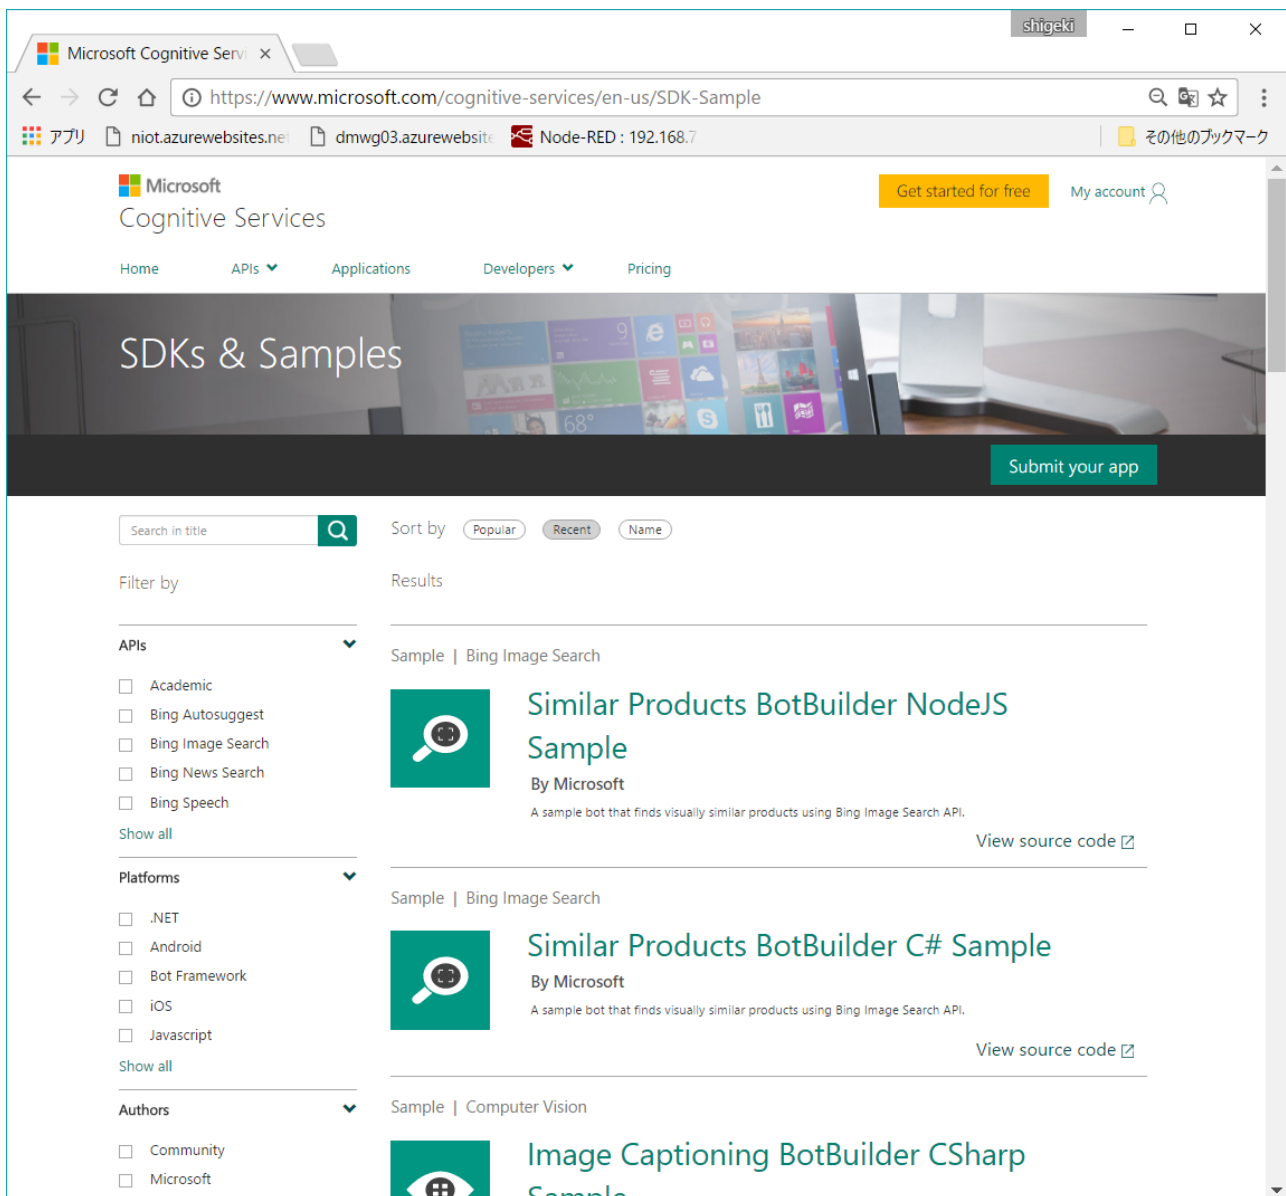 shigeki
Microsoft Cognitive Servi
https://www.microsoft.com/cognitive-services/en-us/SDK-Sample
アプリ niot.azurewebsites.net dmwg03.azurewebsite Node-RED : 192.168.7 その他のブックマーク
Microsoft
Cognitive Services
Get started for free My account
Home APIs Applications Developers Pricing
SDKs & Samples
9
68°
Submit your app
Search in title
Sort by Popular Recent Name
Filter by
Results
APIs
Academic
Bing Autosuggest
Bing Image Search
Bing News Search
Bing Speech
Show all
Platforms
.NET
Android
Bot Framework
iOS
Javascript
Show all
Authors
Community
Microsoft
Sample | Bing Image Search
Similar Products BotBuilder NodeJS
Sample
By Microsoft
A sample bot that finds visually similar products using Bing Image Search API.
View source code
Sample | Bing Image Search
Similar Products BotBuilder C# Sample
By Microsoft
A sample bot that finds visually similar products using Bing Image Search API.
View source code
Sample | Computer Vision
Image Captioning BotBuilder CSharp
Sample